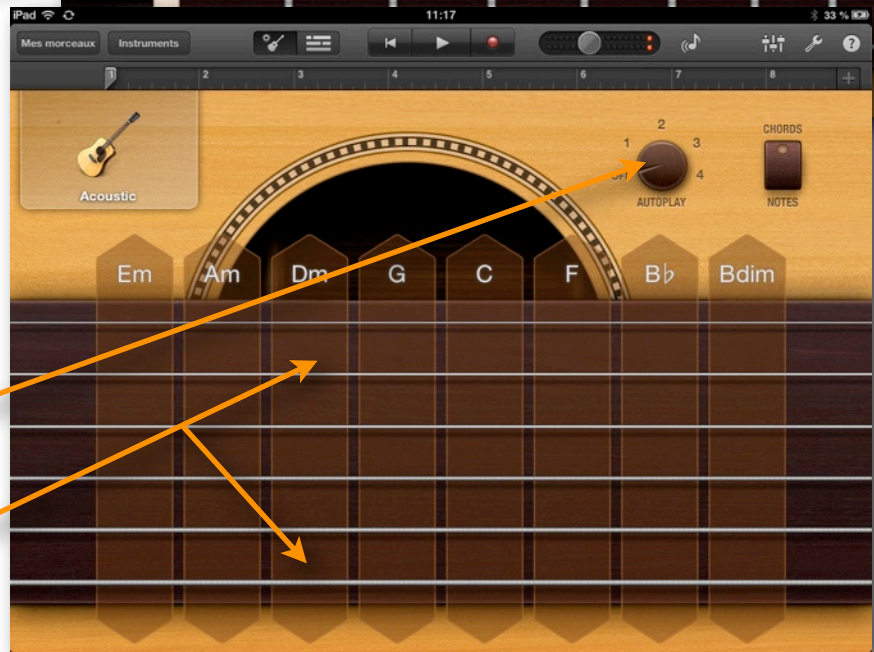 iPad 11:17 33 %
Mes morceaux Instruments ?
1 2 3 4 5 6 7 8 +
2
1 3
OFF 4
AUTOPLAY
CHORDS
NOTES
Acoustic
Em Am Dm G C F B♭ Bdim